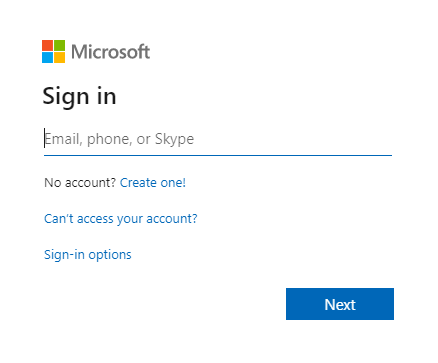 Microsoft
Sign in
Email, phone, or Skype
No account? Create one!
Can't access your account?
Sign-in options
Next